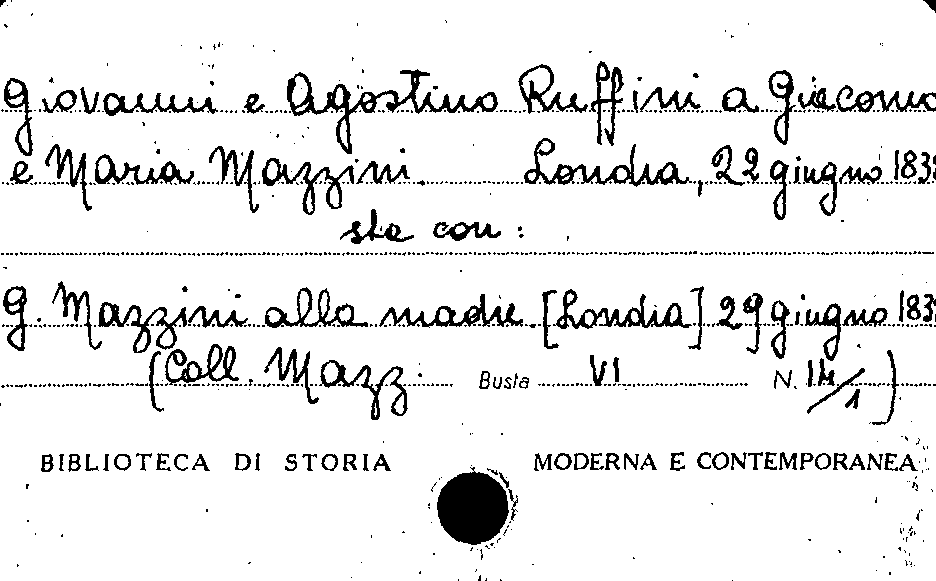 Giovanni e Agostino Ruffini a Giacomo
e Maria Mazzini. Londra, 22 giugno 183
sta con:
G. Mazzini alla madre [Londra] 29 giugno 183
(Coll. Mazz. Busta VI N. 14/1)
BIBLIOTECA DI STORIA MODERNA E CONTEMPORANEA